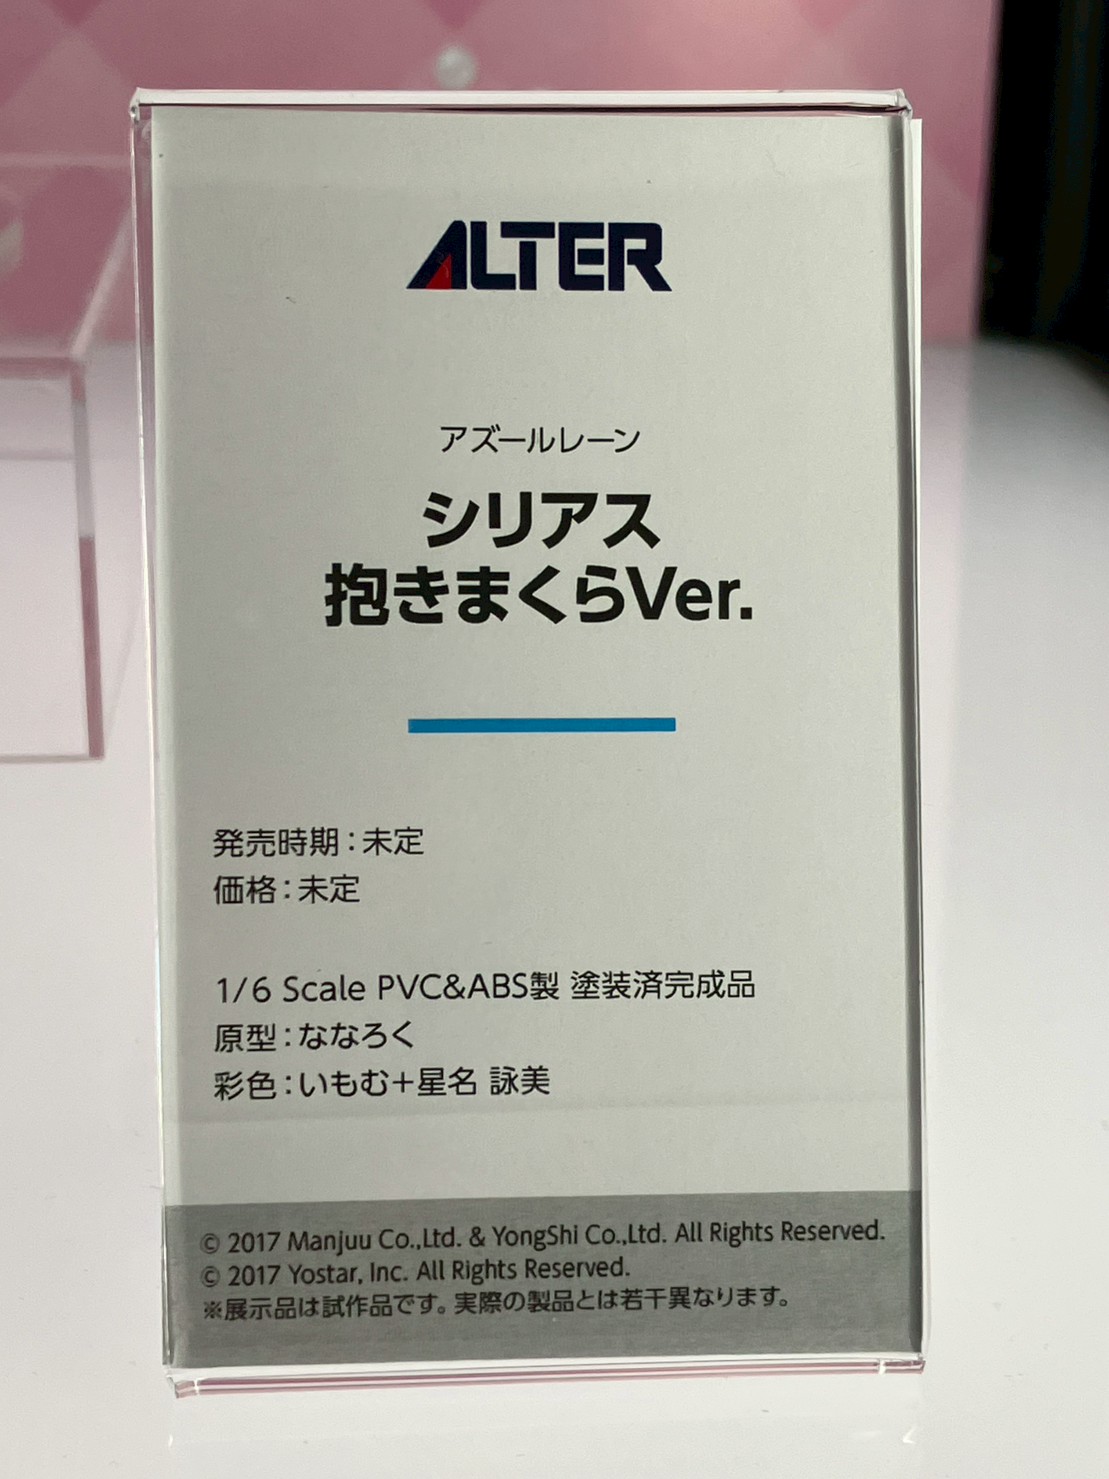 ALTER
アズールレーン
シリアス
抱きまくらVer.
発売時期:未定
価格:未定
1/6 Scale PVC&ABS製 塗装済完成品
原型:ななろく
彩色:いもむ+星名 詠美
© 2017 Manjuu Co.,Ltd. & YongShi Co.,Ltd. All Rights Reserved.
© 2017 Yostar, Inc. All Rights Reserved.
※展示品は試作品です。実際の製品とは若干異なります。